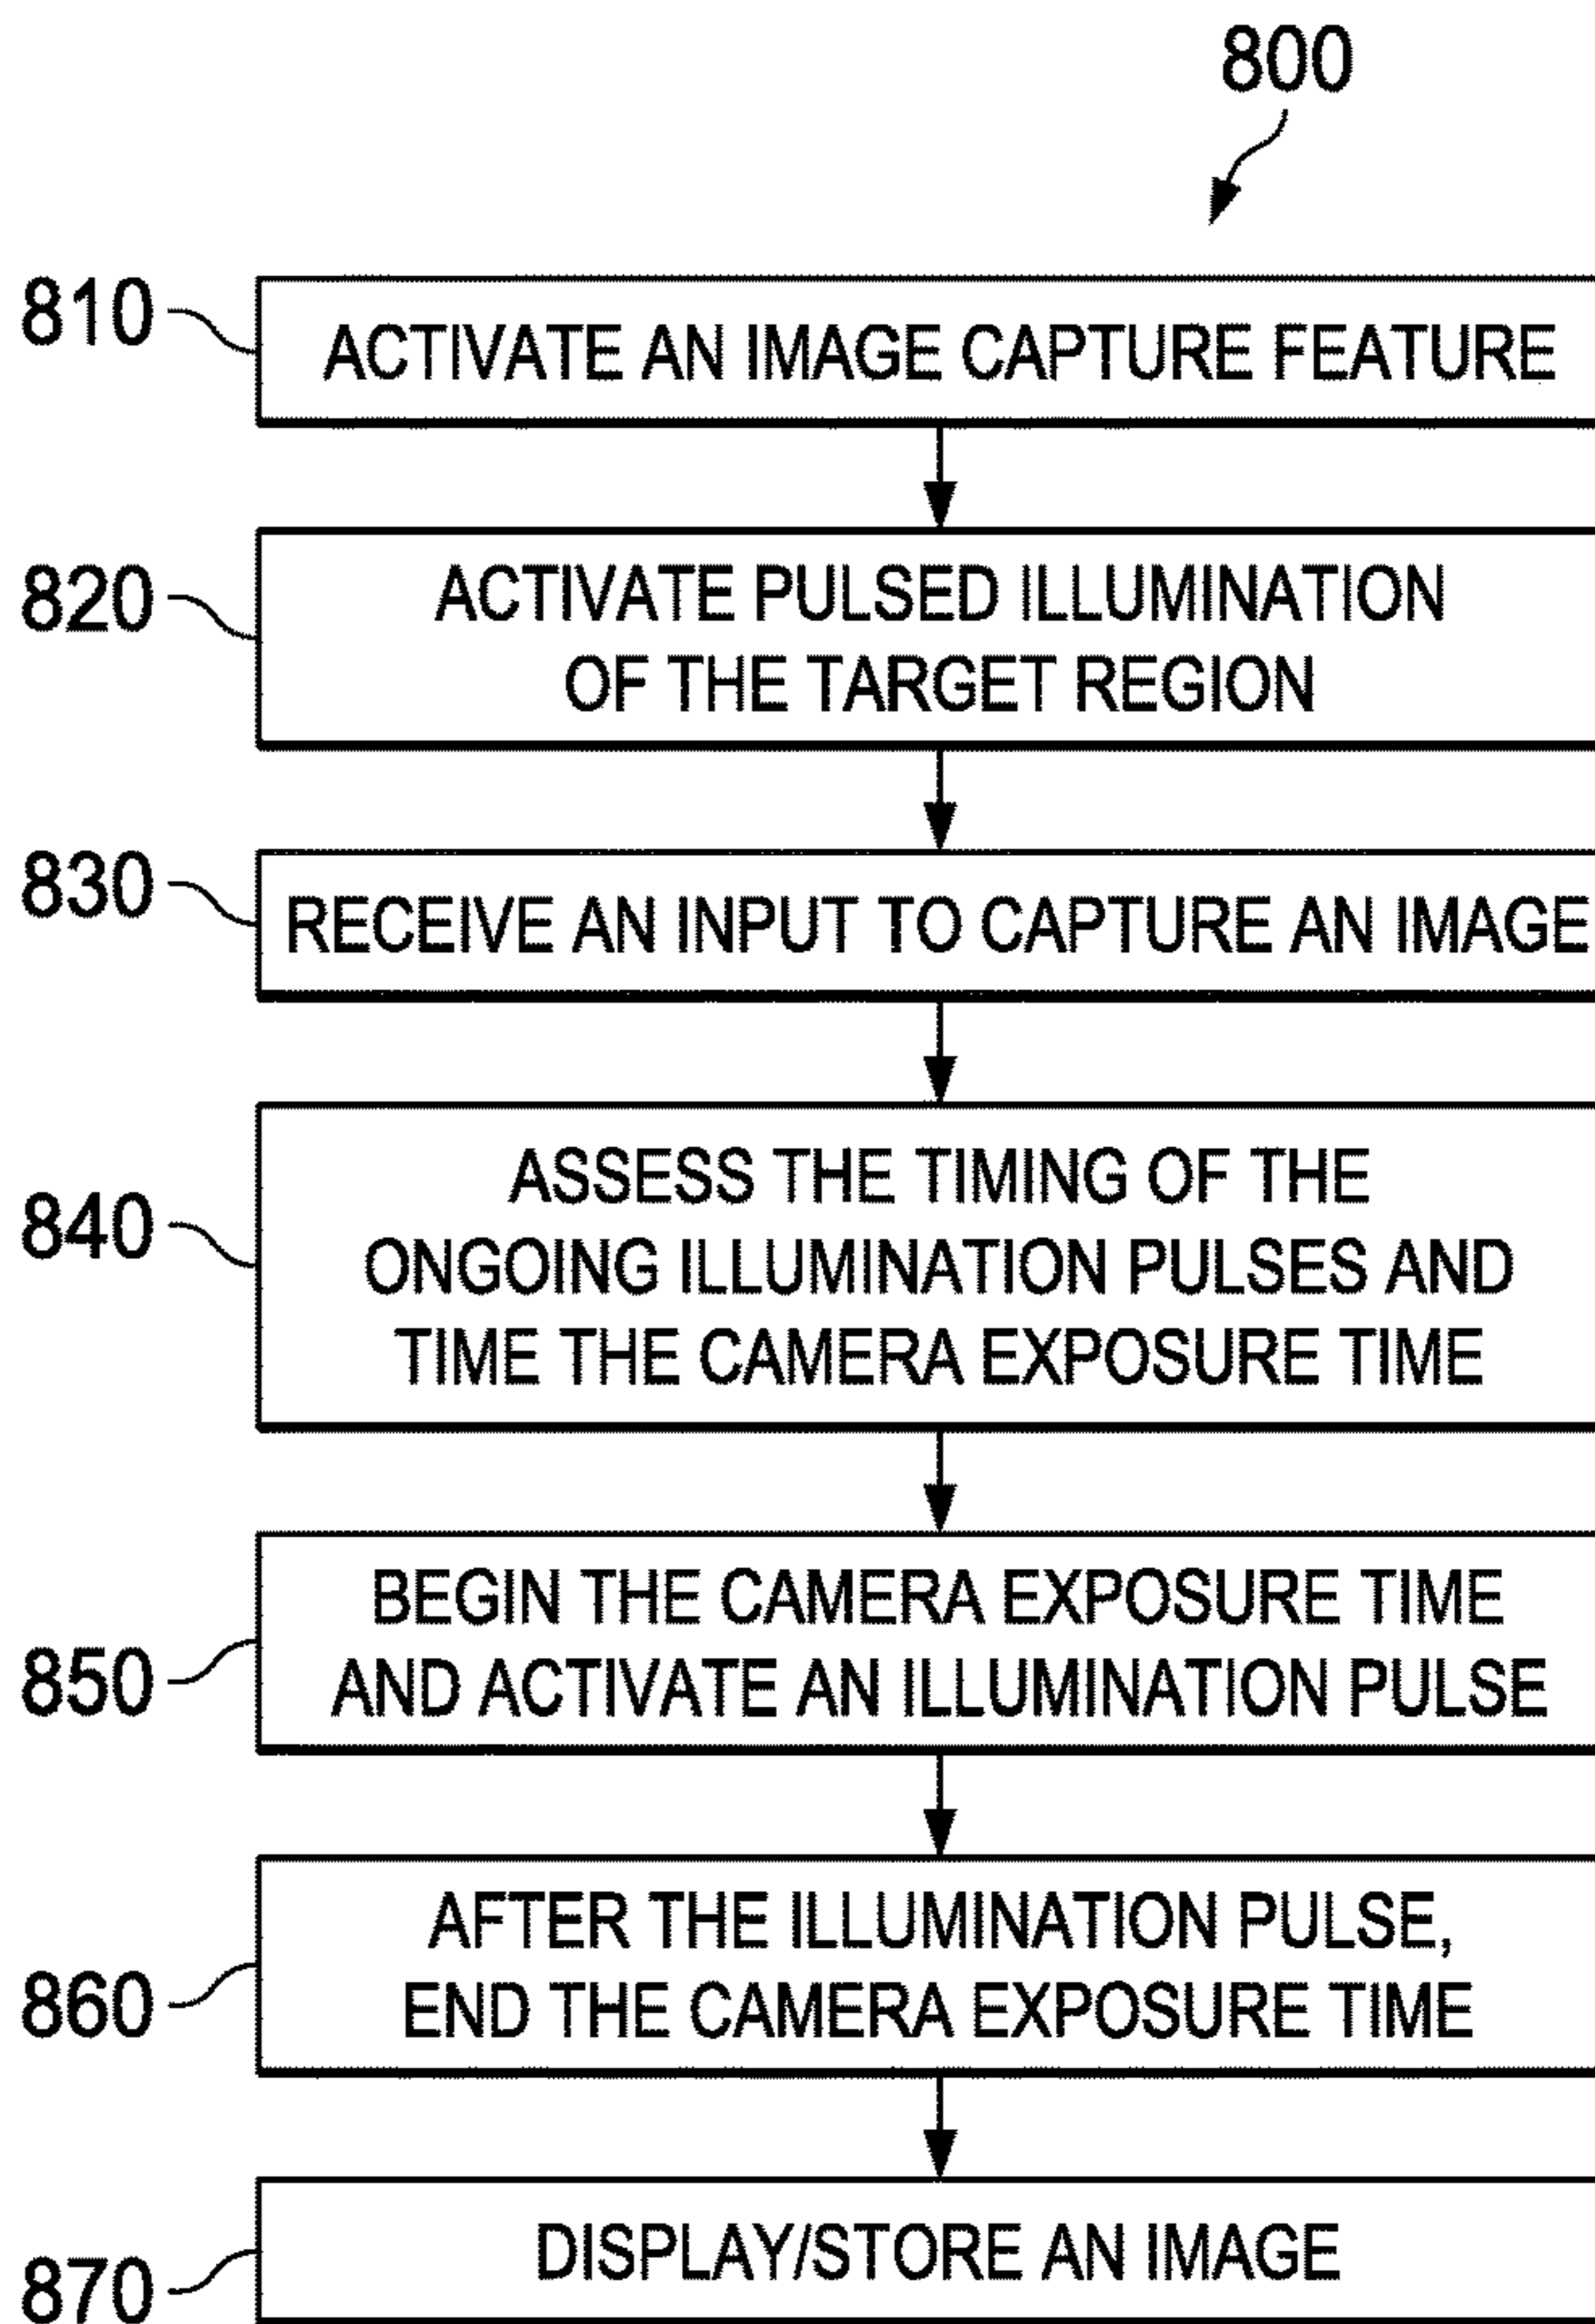 800
810
ACTIVATE AN IMAGE CAPTURE FEATURE
820
ACTIVATE PULSED ILLUMINATION
OF THE TARGET REGION
830
RECEIVE AN INPUT TO CAPTURE AN IMAGE
840
ASSESS THE TIMING OF THE
ONGOING ILLUMINATION PULSES AND
TIME THE CAMERA EXPOSURE TIME
850
BEGIN THE CAMERA EXPOSURE TIME
AND ACTIVATE AN ILLUMINATION PULSE
860
AFTER THE ILLUMINATION PULSE,
END THE CAMERA EXPOSURE TIME
870
DISPLAY/STORE AN IMAGE